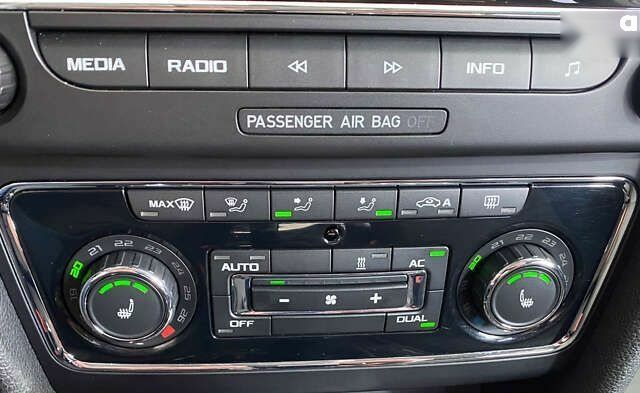 MEDIA RADIO INFO
PASSENGER AIR BAG OFF
MAX A
AUTO AC
- +
OFF DUAL
19 20 21 22 23 24 25 26
20 21 22 23 24